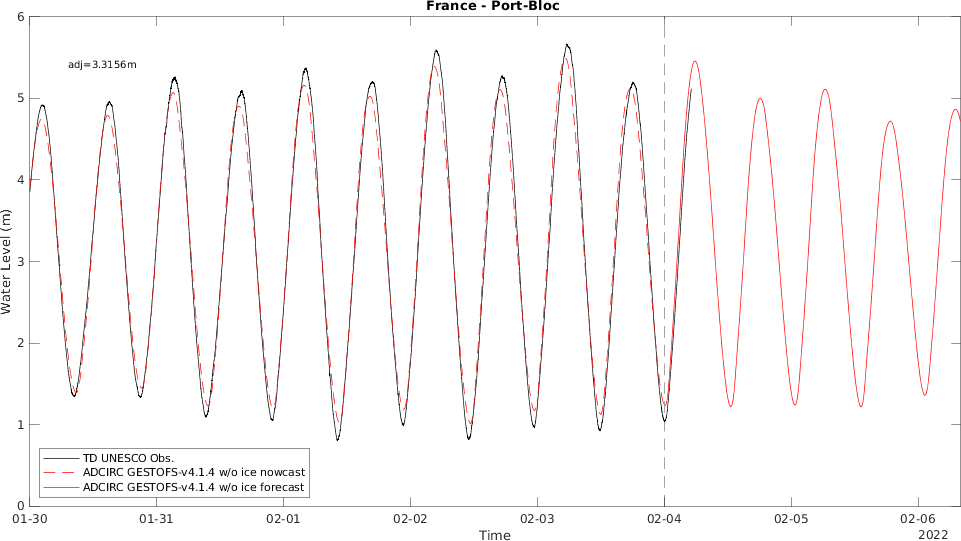 France - Port-Bloc
adj=3.3156m
6
5
4
3
2
1
0
Water Level (m)
TD UNESCO Obs.
ADCIRC GESTOFS-v4.1.4 w/o ice nowcast
ADCIRC GESTOFS-v4.1.4 w/o ice forecast
01-30 01-31 02-01 02-02 02-03 02-04 02-05 02-06
Time
2022